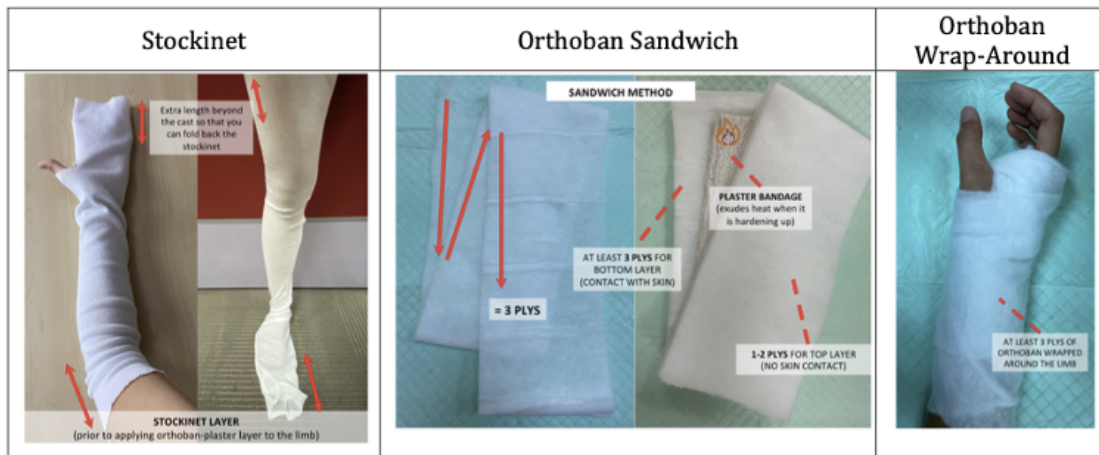 Stockinet
Orthoban Sandwich
Orthoban
Wrap-Around
Extra length beyond
the cast so that you
can fold back the
stockinet
STOCKINET LAYER
(prior to applying orthoban-plaster layer to the limb)
SANDWICH METHOD
PLASTER BANDAGE
(exudes heat when it
is hardening up)
AT LEAST 3 PLYS FOR
BOTTOM LAYER
(CONTACT WITH SKIN)
= 3 PLYS
1-2 PLYS FOR TOP LAYER
(NO SKIN CONTACT)
AT LEAST 3 PLYS OF
ORTHOBAN WRAPPED
AROUND THE LIMB